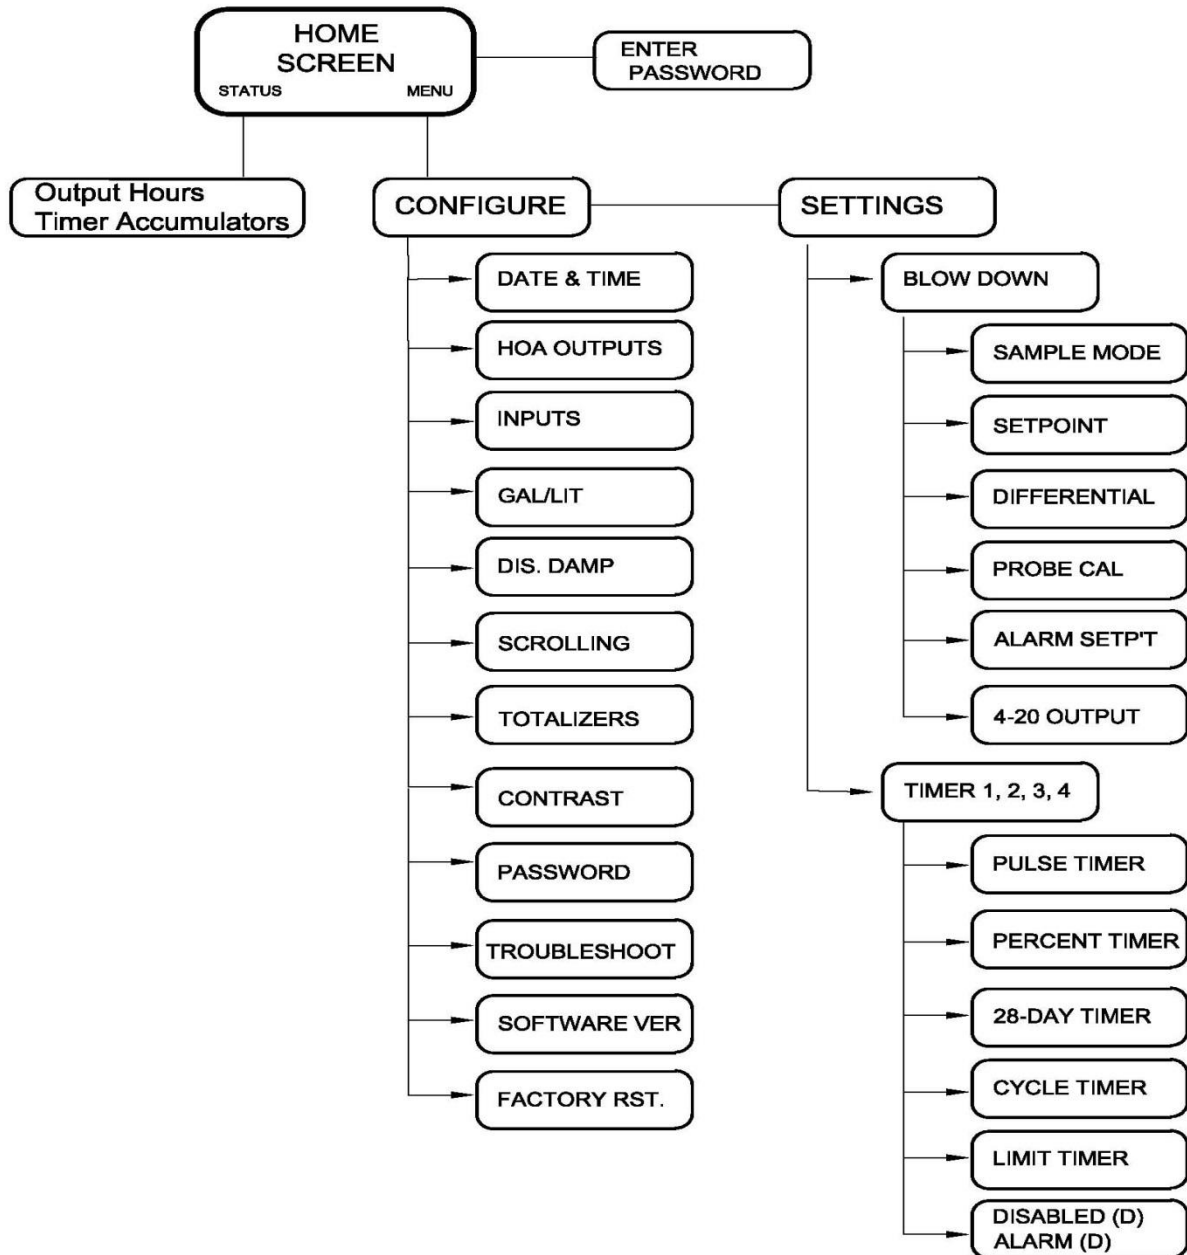 HOME
SCREEN
STATUS MENU
ENTER
PASSWORD
Output Hours
Timer Accumulators
CONFIGURE
DATE & TIME
HOA OUTPUTS
INPUTS
GAL/LIT
DIS. DAMP
SCROLLING
TOTALIZERS
CONTRAST
PASSWORD
TROUBLESHOOT
SOFTWARE VER
FACTORY RST.
SETTINGS
BLOW DOWN
SAMPLE MODE
SETPOINT
DIFFERENTIAL
PROBE CAL
ALARM SETP'T
4-20 OUTPUT
TIMER 1, 2, 3, 4
PULSE TIMER
PERCENT TIMER
28-DAY TIMER
CYCLE TIMER
LIMIT TIMER
DISABLED (D)
ALARM (D)